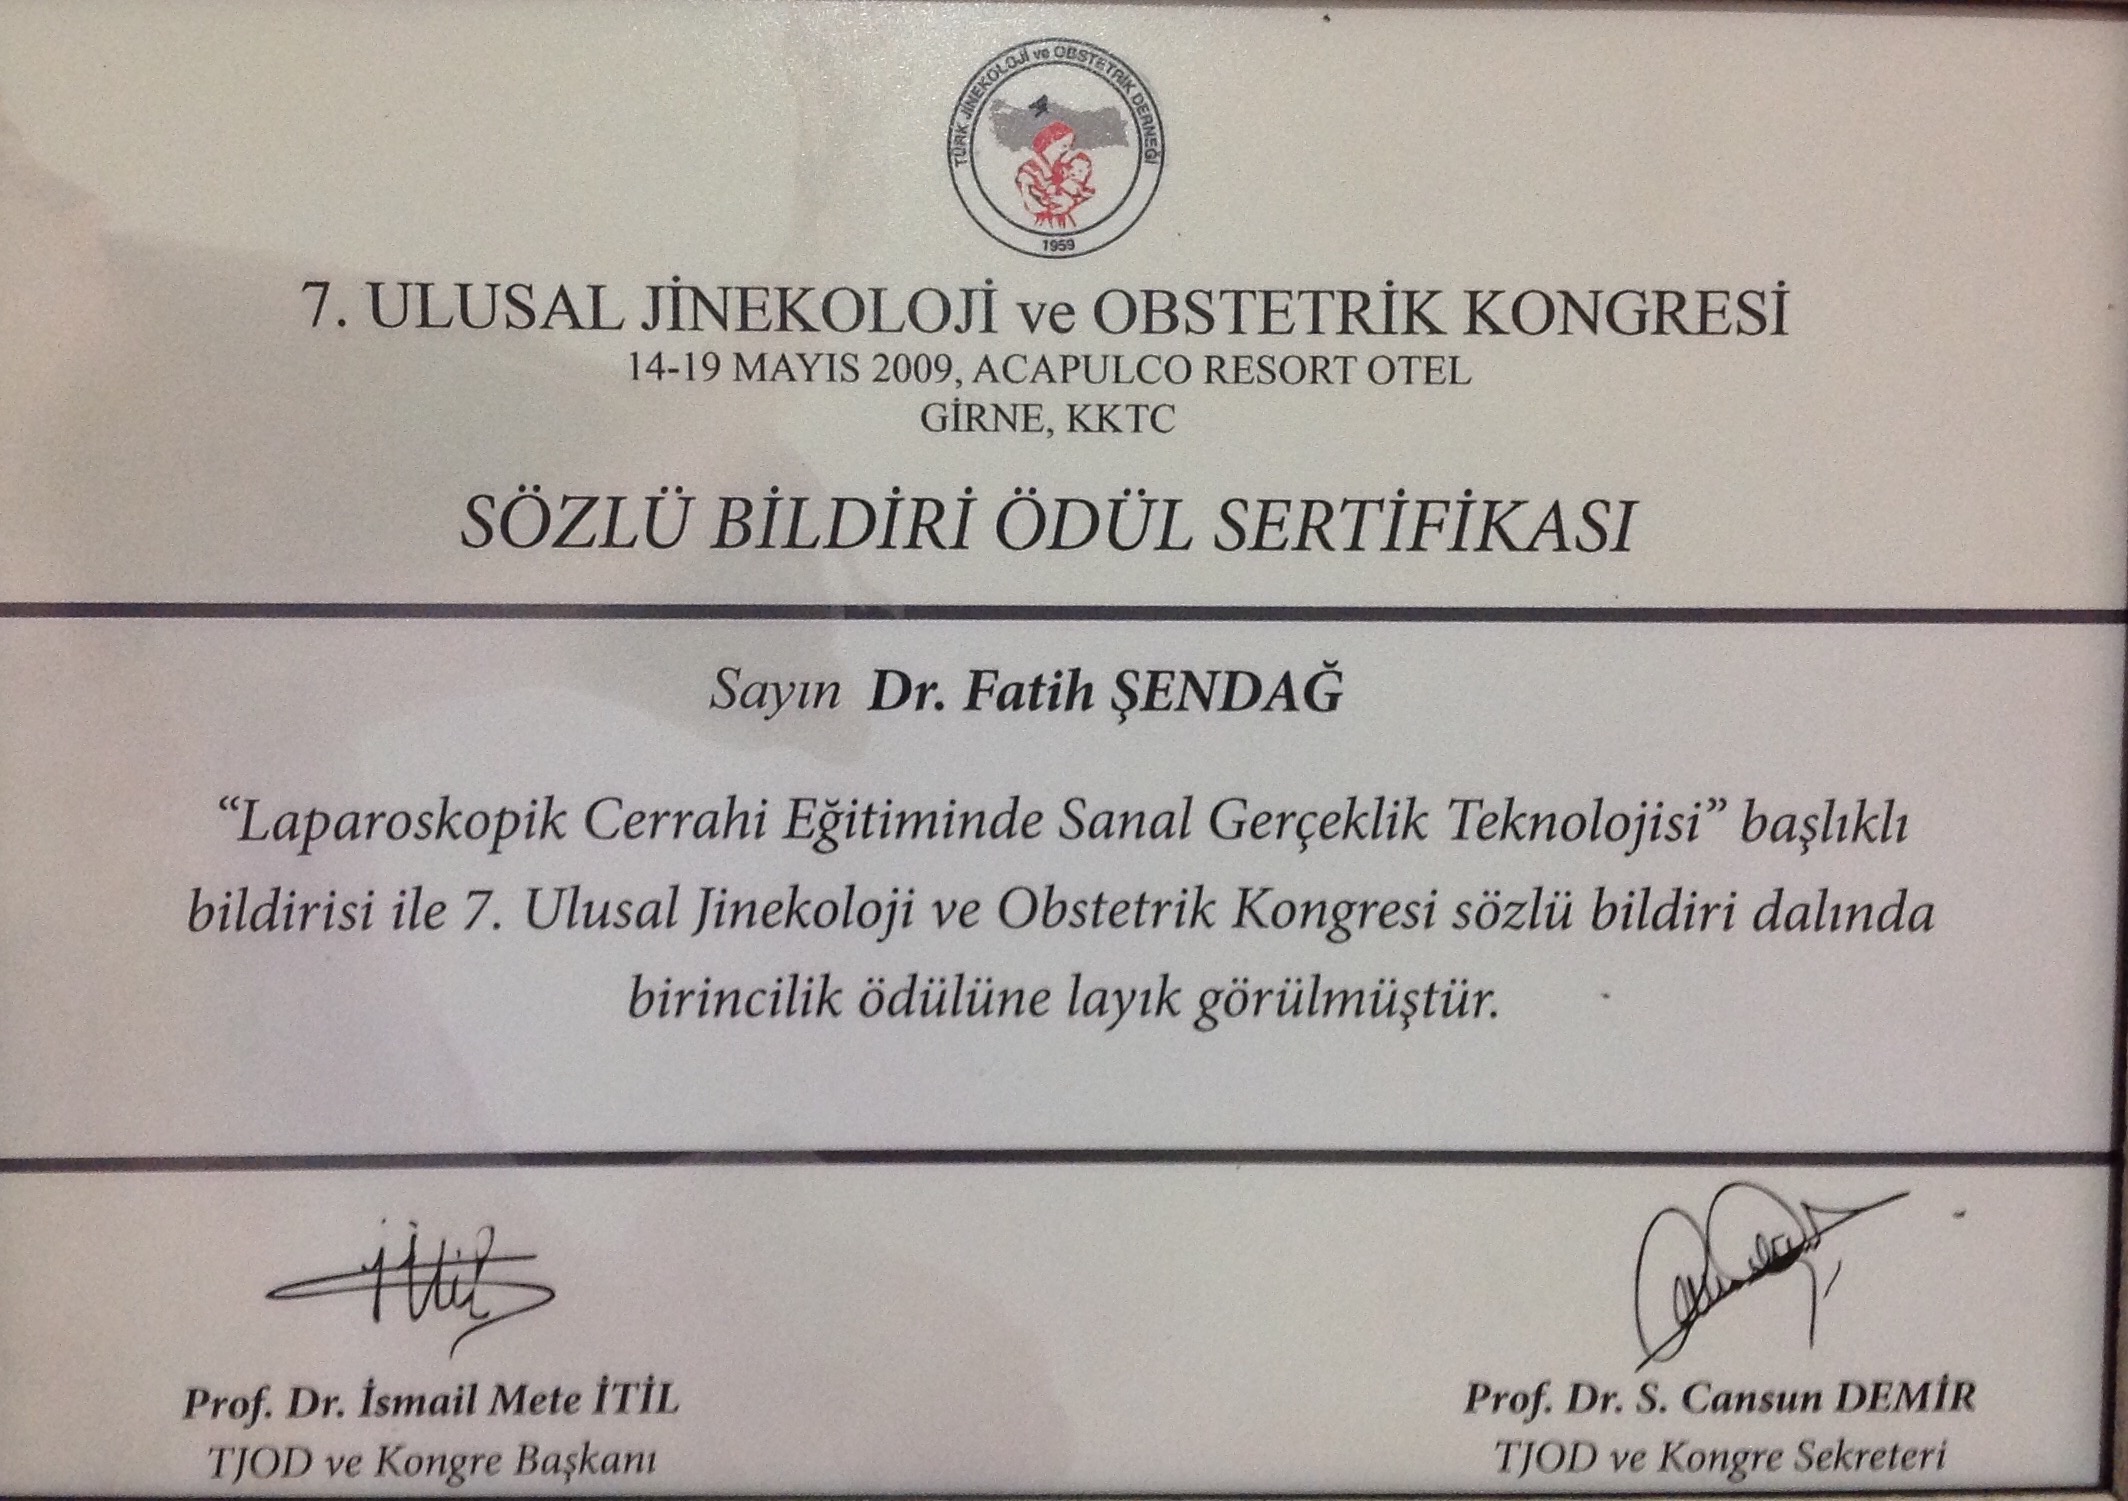 TÜRK JİNEKOLOJİ ve OBSTETRİK DERNEĞİ
1959
7. ULUSAL JİNEKOLOJİ ve OBSTETRİK KONGRESİ
14-19 MAYIS 2009, ACAPULCO RESORT OTEL
GİRNE, KKTC
SÖZLÜ BİLDİRİ ÖDÜL SERTİFİKASI
Sayın Dr. Fatih ŞENDAĞ
“Laparoskopik Cerrahi Eğitiminde Sanal Gerçeklik Teknolojisi” başlıklı
bildirisi ile 7. Ulusal Jinekoloji ve Obstetrik Kongresi sözlü bildiri dalında
birincilik ödülüne layık görülmüştür.
Prof. Dr. İsmail Mete İTİL
TJOD ve Kongre Başkanı
Prof. Dr. S. Cansun DEMİR
TJOD ve Kongre Sekreteri